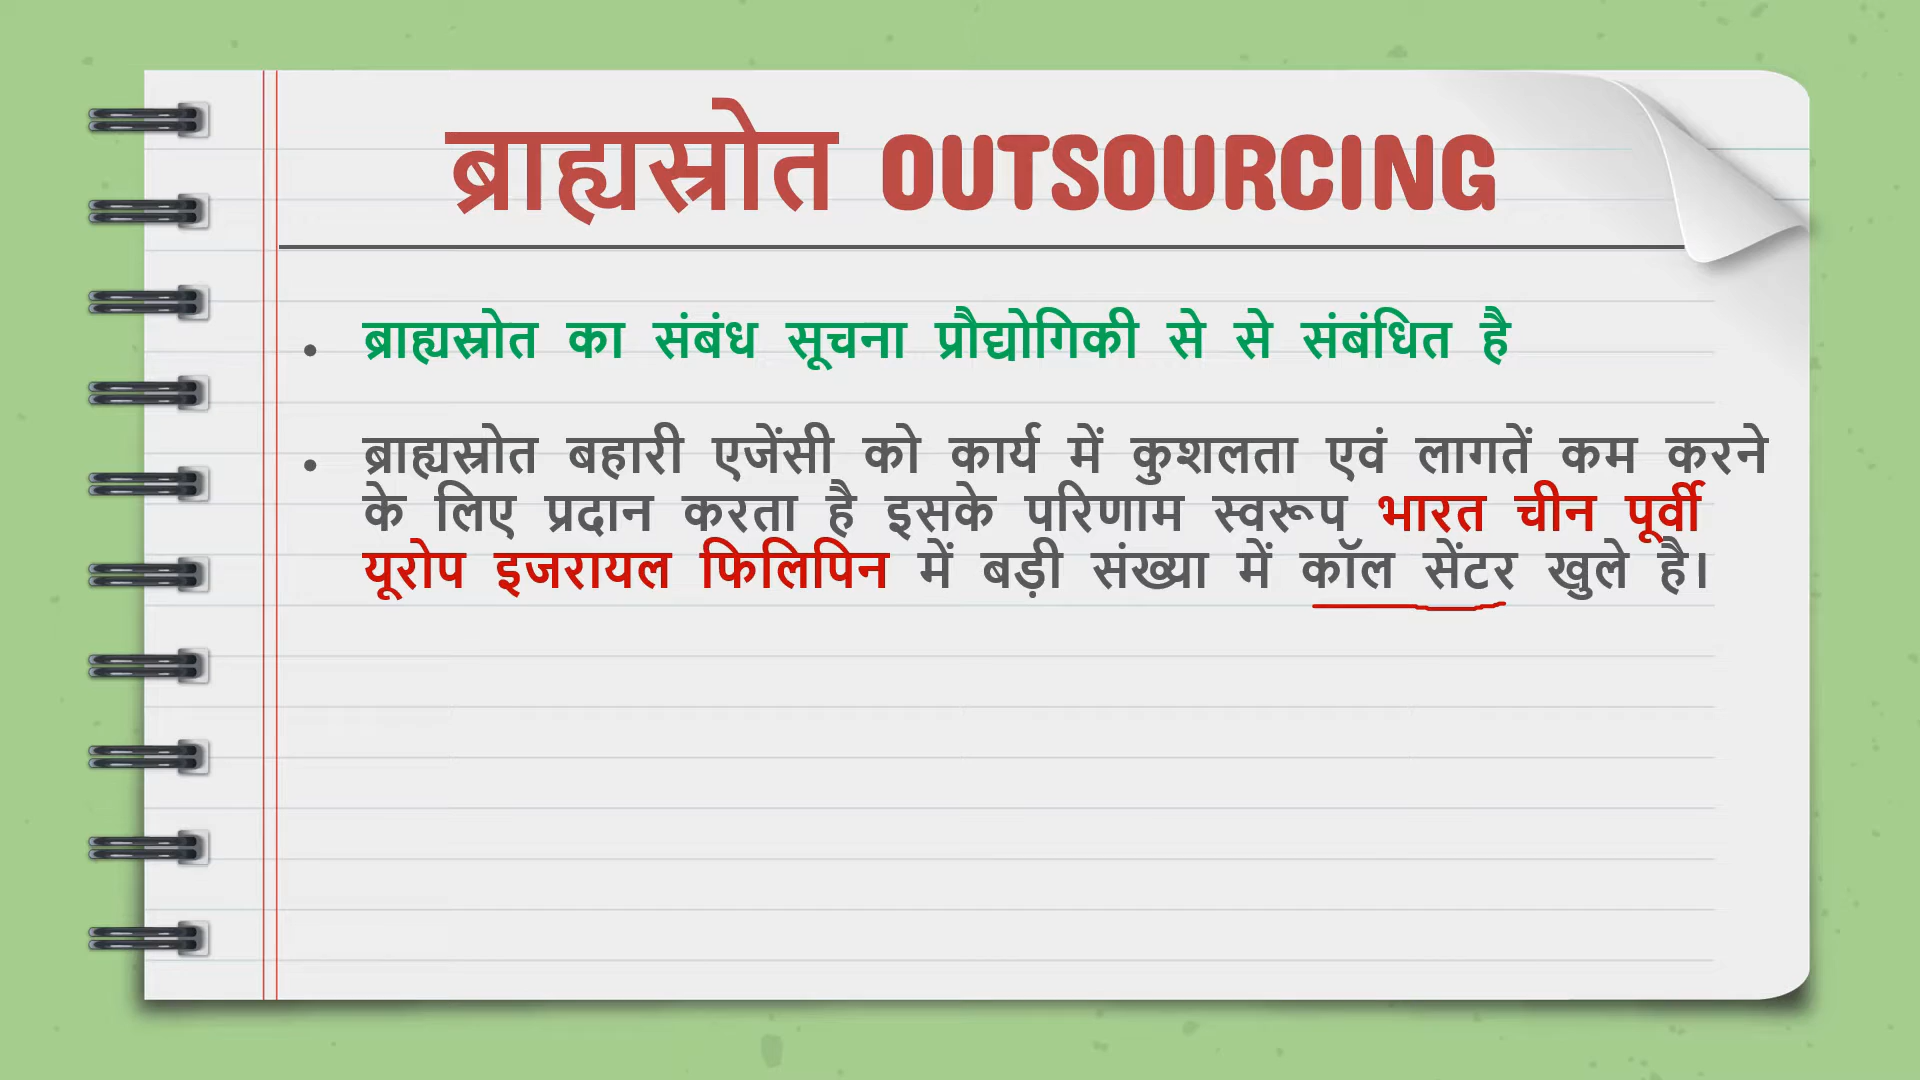 ब्राह्यस्रोत OUTSOURCING
ब्राह्यस्रोत का संबंध सूचना प्रौद्योगिकी से से संबंधित है
ब्राह्यस्रोत बहारी एजेंसी को कार्य में कुशलता एवं लागतें कम करने
के लिए प्रदान करता है इसके परिणाम स्वरूप भारत चीन पूर्वी
यूरोप इजरायल फिलिपिन में बड़ी संख्या में कॉल सेंटर खुले है।